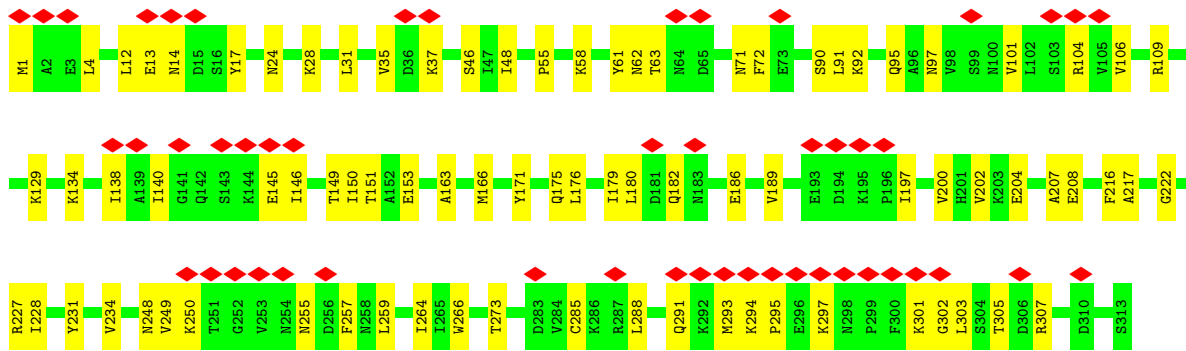 M1 A2 E3 L4 L12 E13 N14 D15 S16 Y17 N24 K28 L31 V35 D36 K37 S46 I47 I48 P55 K58 Y61 N62 T63 N64 D65 N71 F72 E73 S90 L91 K92 Q95 A96 N97 V98 S99 N100 V101 L102 S103 R104 V105 V106 R109
K129 K134 I138 A139 I140 G141 Q142 S143 K144 E145 I146 T149 I150 T151 A152 E153 A163 M166 Y171 Q175 L176 I179 L180 D181 Q182 N183 E186 V189 E193 D194 K195 P196 I197 V200 H201 V202 K203 E204 A207 E208 F216 A217 G222
R227 I228 Y231 V234 N248 V249 K250 T251 G252 V253 N254 N255 D256 F257 N258 L259 I264 I265 W266 T273 D283 V284 C285 K286 R287 L288 Q291 K292 M293 K294 P295 E296 K297 N298 P299 F300 K301 G302 L303 S304 T305 D306 R307 D310 S313